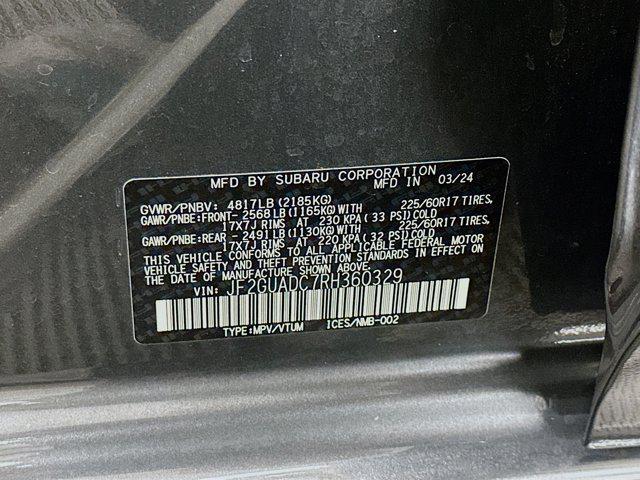 MFD BY SUBARU CORPORATION
MFD IN 03/24
GVWR/PNBV: 4817LB (2185KG)
GAWR/PNBE:FRONT- 2568LB (1165KG) WITH 225/60R17 TIRES,
17X7J RIMS AT 230 KPA (33 PSI) COLD
GAWR/PNBE:REAR - 2491LB (1130KG) WITH 225/60R17 TIRES,
17X7J RIMS AT 220 KPA (32 PSI) COLD
THIS VEHICLE CONFORMS TO ALL APPLICABLE FEDERAL MOTOR
VEHICLE SAFETY AND THEFT PREVENTION STANDARDS IN EFFECT ON
THE DATE OF MANUFACTURE SHOWN ABOVE.
VIN: JF2GUADC7RH360329
TYPE:MPV/VTUM ICES/NMB-002